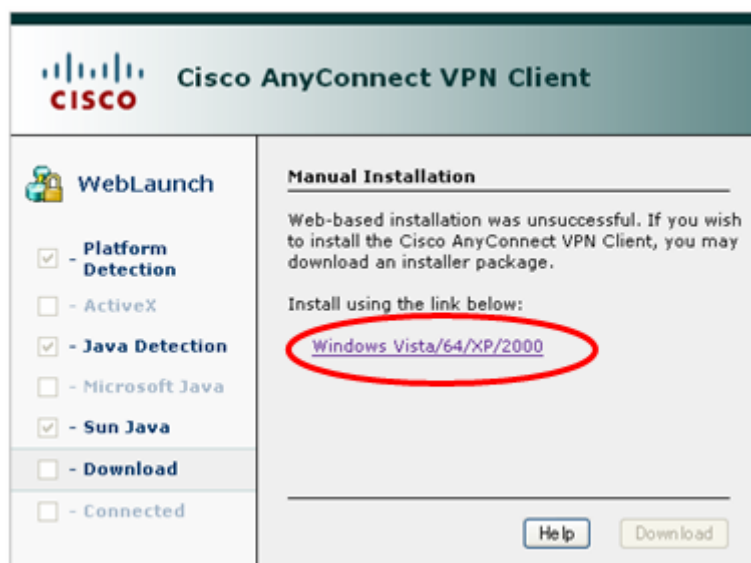 CISCO
Cisco AnyConnect VPN Client
WebLaunch
- Platform
Detection
- ActiveX
- Java Detection
- Microsoft Java
- Sun Java
- Download
- Connected
Manual Installation
Web-based installation was unsuccessful. If you wish
to install the Cisco AnyConnect VPN Client, you may
download an installer package.
Install using the link below:
Windows Vista/64/XP/2000
Help
Download